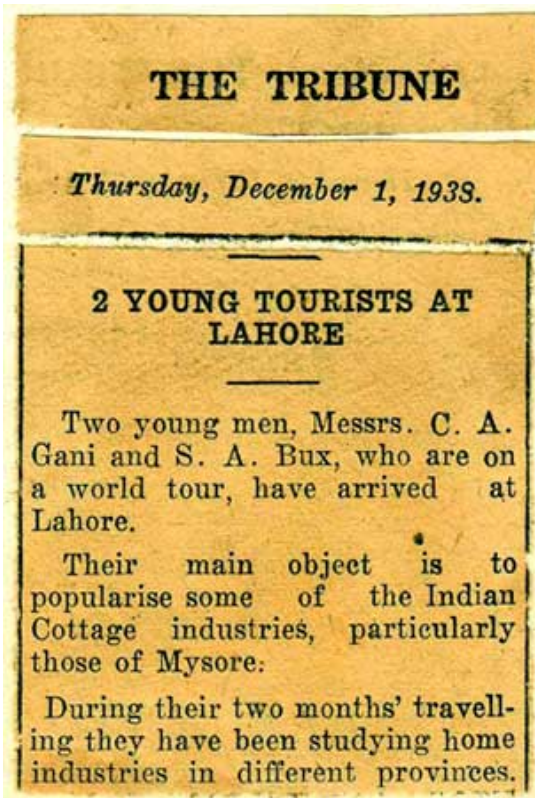 THE TRIBUNE
Thursday, December 1, 1938.
2 YOUNG TOURISTS AT
LAHORE
Two young men, Messrs. C. A.
Gani and S. A. Bux, who are on
a world tour, have arrived at
Lahore.
Their main object is to
popularise some of the Indian
Cottage industries, particularly
those of Mysore.
During their two months' travell-
ing they have been studying home
industries in different provinces.